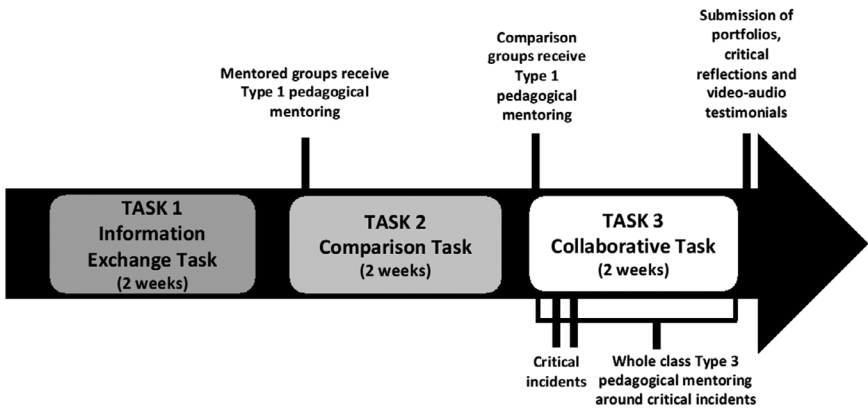 Mentored groups receive
Type 1 pedagogical
mentoring
Comparison
groups receive
Type 1
pedagogical
mentoring
Submission of
portfolios,
critical
reflections and
video-audio
testimonials
TASK 1
Information
Exchange Task
(2 weeks)
TASK 2
Comparison Task
(2 weeks)
TASK 3
Collaborative Task
(2 weeks)
Critical
incidents
Whole class Type 3
pedagogical mentoring
around critical incidents